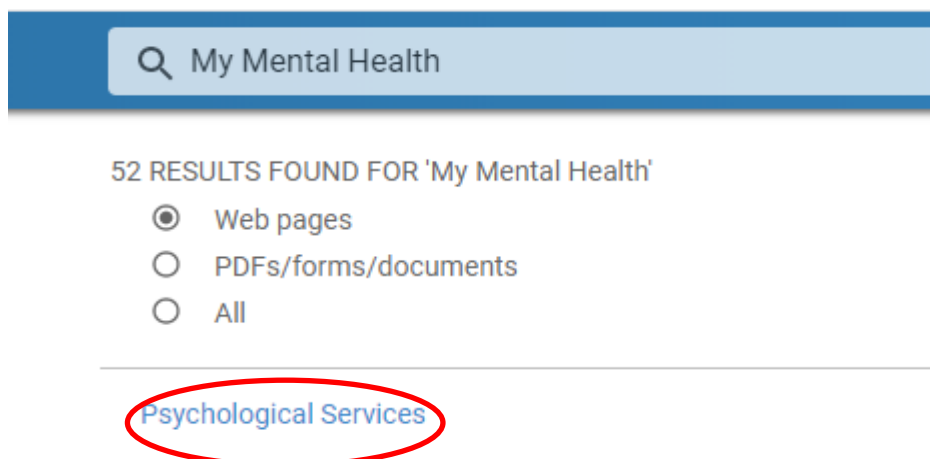 My Mental Health
52 RESULTS FOUND FOR 'My Mental Health'
Web pages
PDFs/forms/documents
All
Psychological Services